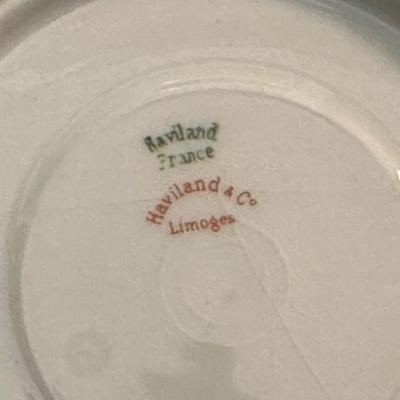 Haviland
France
Haviland & Co
Limoges